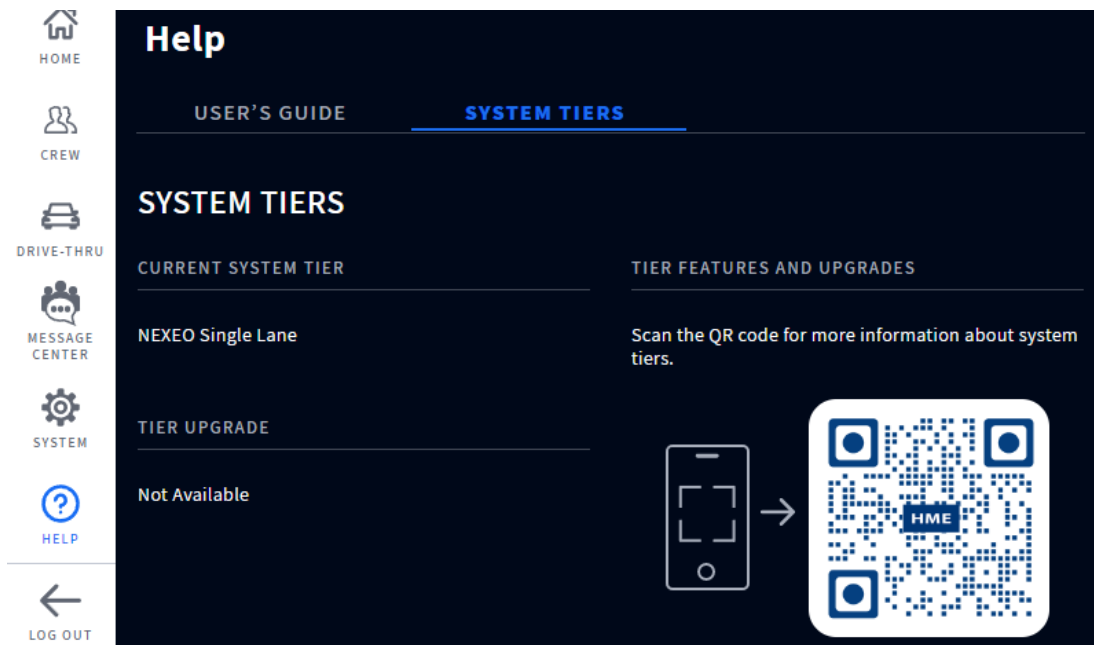 HOME
CREW
DRIVE-THRU
MESSAGE
CENTER
SYSTEM
HELP
LOG OUT
Help
USER’S GUIDE
SYSTEM TIERS
SYSTEM TIERS
CURRENT SYSTEM TIER
NEXEO Single Lane
TIER UPGRADE
Not Available
TIER FEATURES AND UPGRADES
Scan the QR code for more information about system
tiers.
HME